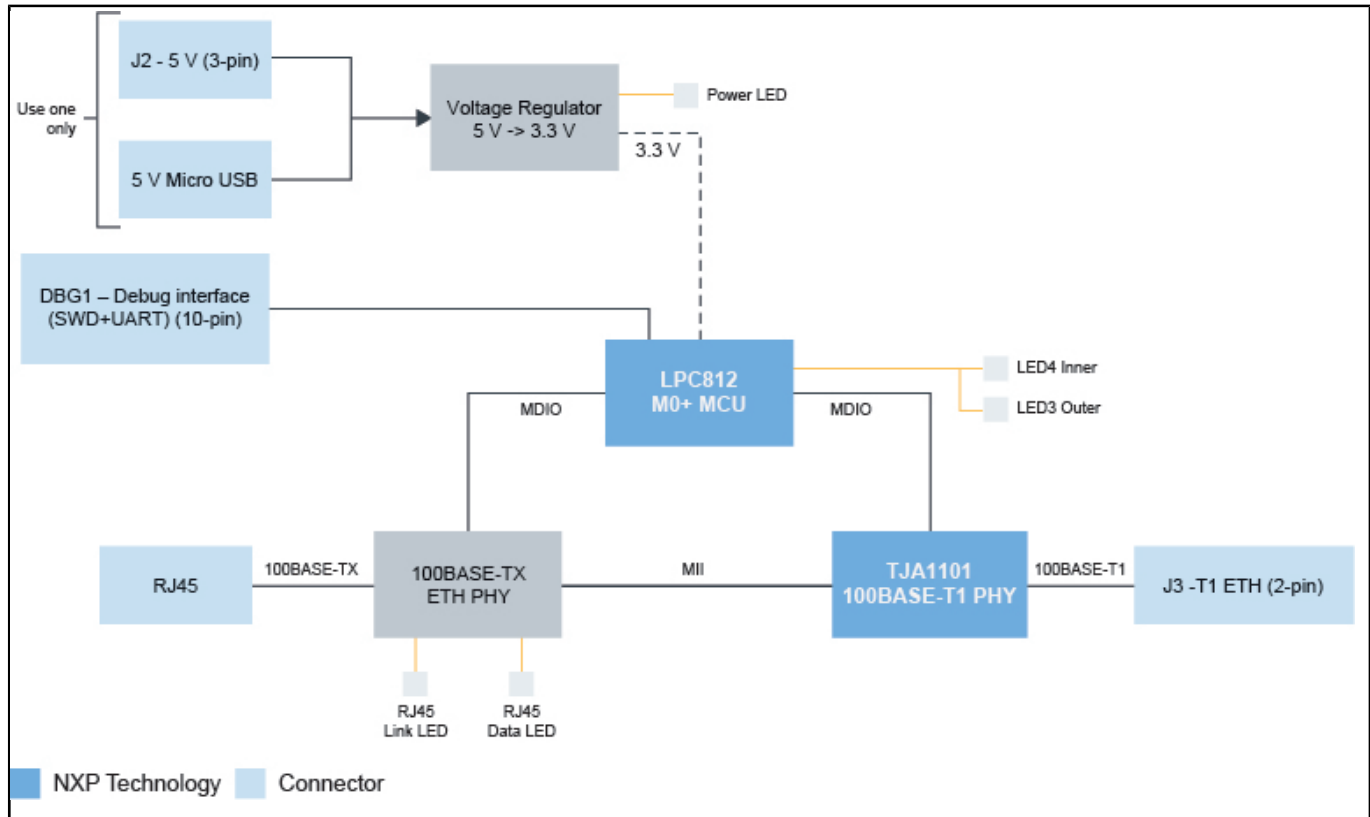 J2 - 5 V (3-pin)
Use one
only
5 V Micro USB
Voltage Regulator
5 V -> 3.3 V
Power LED
3.3 V
DBG1 – Debug interface
(SWD+UART) (10-pin)
LPC812
M0+ MCU
LED4 Inner
LED3 Outer
MDIO
MDIO
RJ45
100BASE-TX
100BASE-TX
ETH PHY
MII
TJA1101
100BASE-T1 PHY
100BASE-T1
J3 -T1 ETH (2-pin)
RJ45
Link LED
RJ45
Data LED
NXP Technology
Connector